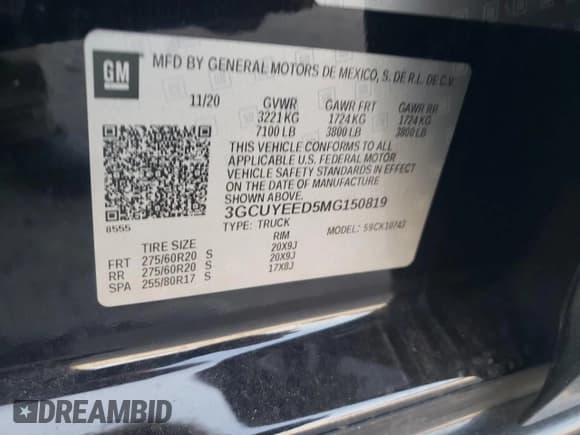 GM
MFD BY GENERAL MOTORS DE MEXICO, S. DE R.L. DE C.V.
11/20 GVWR GAWR FRT GAWR RR
3221 KG 1724 KG 1724 KG
7100 LB 3800 LB 3800 LB
THIS VEHICLE CONFORMS TO ALL
APPLICABLE U.S. FEDERAL MOTOR
VEHICLE SAFETY STANDARDS IN EFFECT
ON THE DATE OF MANUFACTURE
SHOWN ABOVE.
3GCUYEED5MG150819
8555
TYPE: TRUCK MODEL: 59CK10743
TIRE SIZE RIM
FRT 275/60R20 S 20X9J
RR 275/60R20 S 20X9J
SPA 255/80R17 S 17X8J
DREAMBID